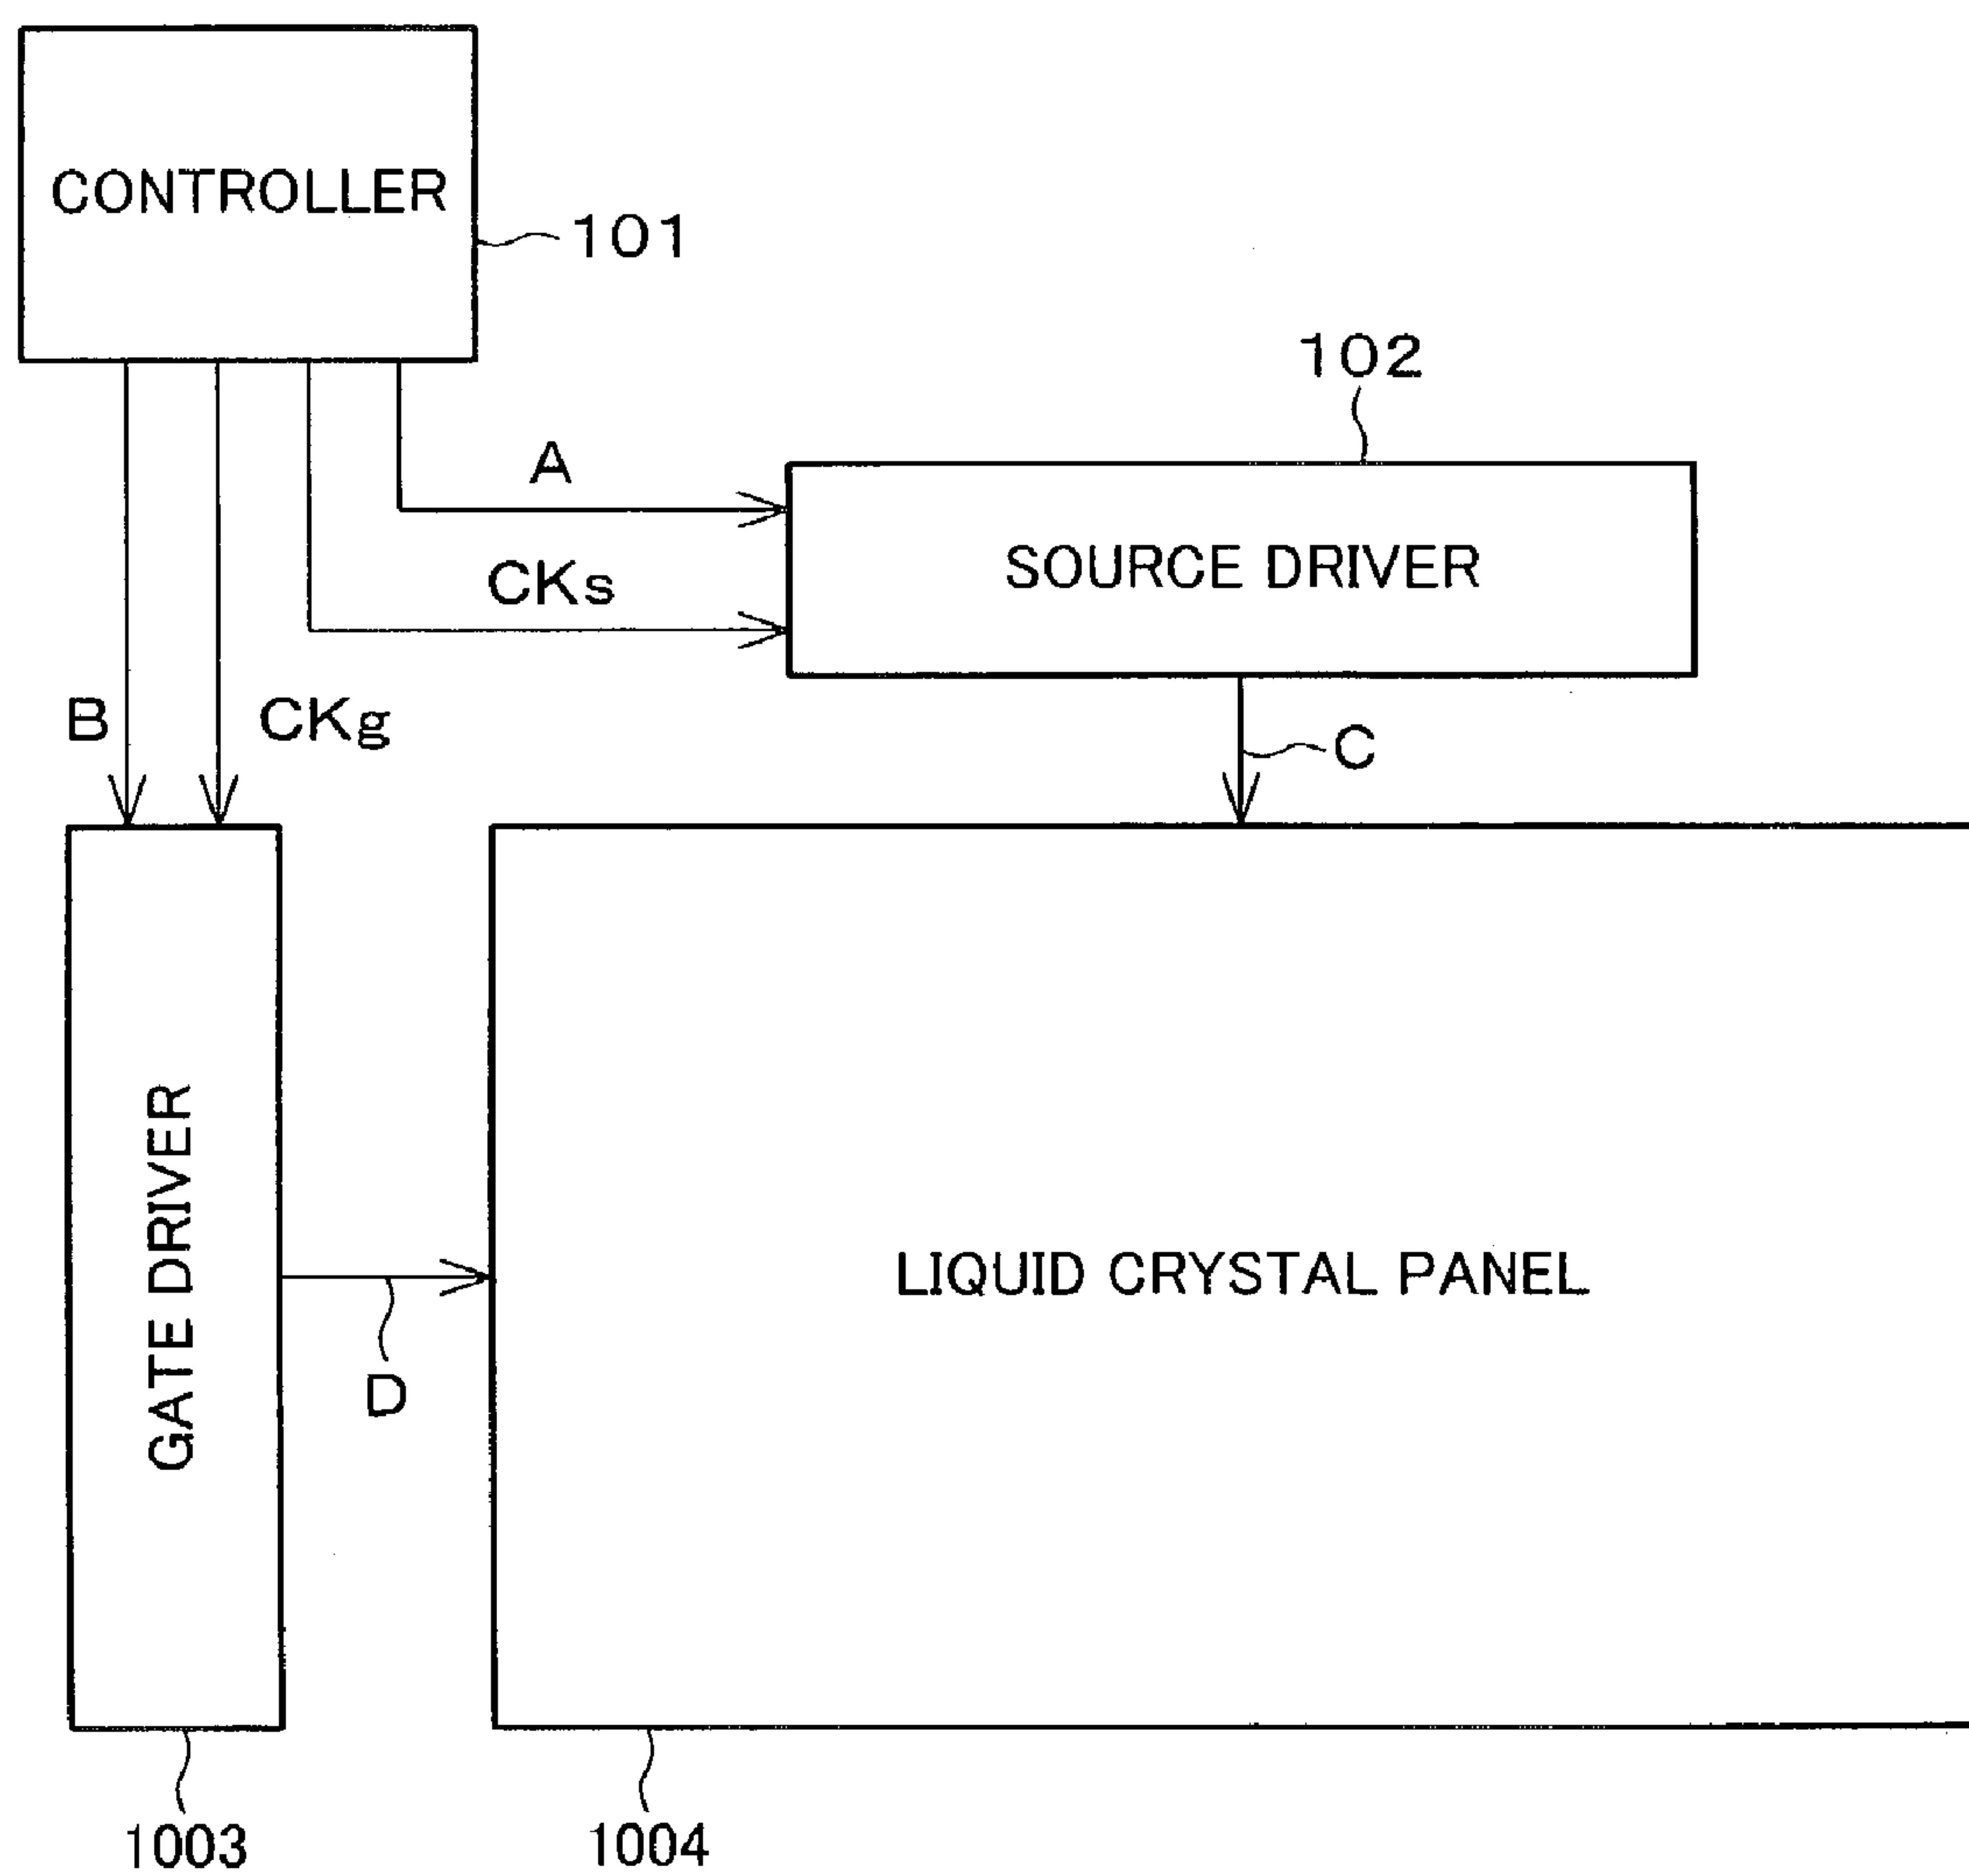 CONTROLLER
101
102
A
SOURCE DRIVER
CKs
B
CKg
C
GATE DRIVER
LIQUID CRYSTAL PANEL
D
1003
1004